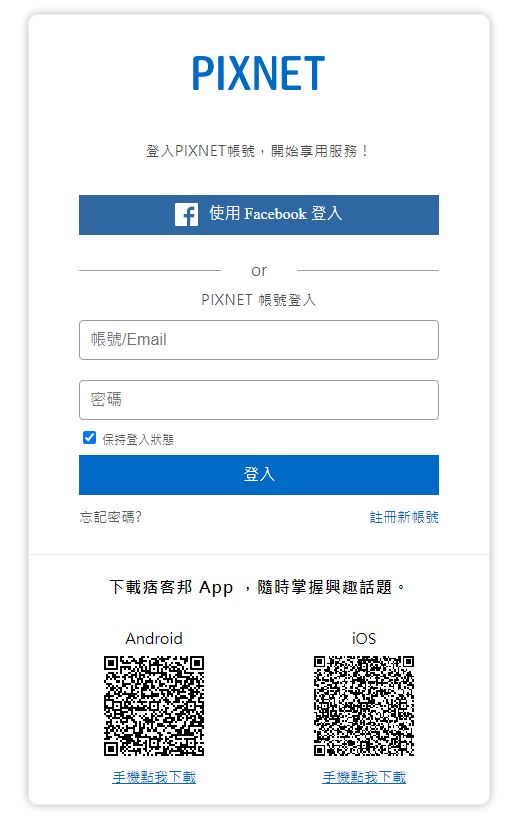 PIXNET
登入PIXNET帳號，開始享用服務！
使用 Facebook 登入
or
PIXNET 帳號登入
帳號/Email
密碼
保持登入狀態
登入
忘記密碼? 註冊新帳號
下載痞客邦 App ，隨時掌握興趣話題。
Android iOS
手機點我下載 手機點我下載